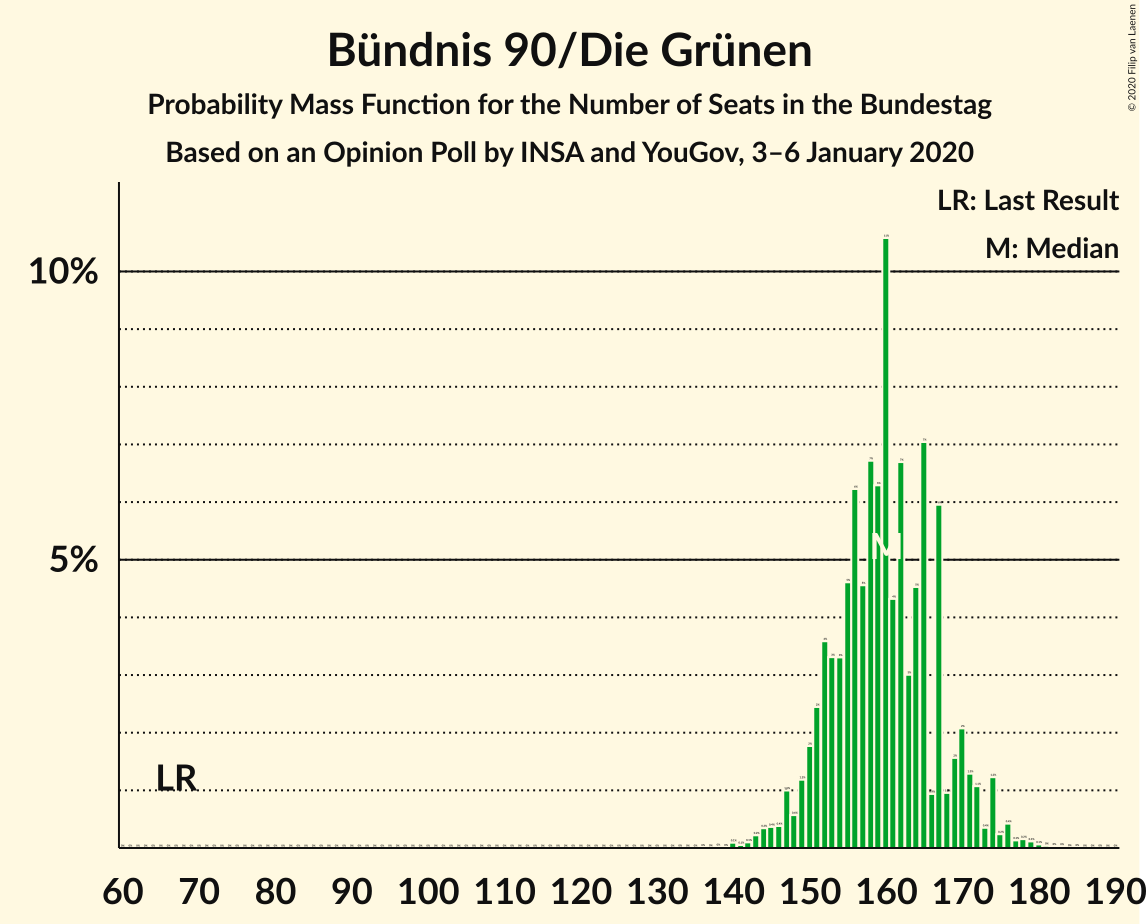 Bündnis 90/Die Grünen
Probability Mass Function for the Number of Seats in the Bundestag
Based on an Opinion Poll by INSA and YouGov, 3–6 January 2020
© 2020 Filip van Laenen
LR: Last Result
M: Median
10%
5%
M
LR
60 70 80 90 100 110 120 130 140 150 160 170 180 190